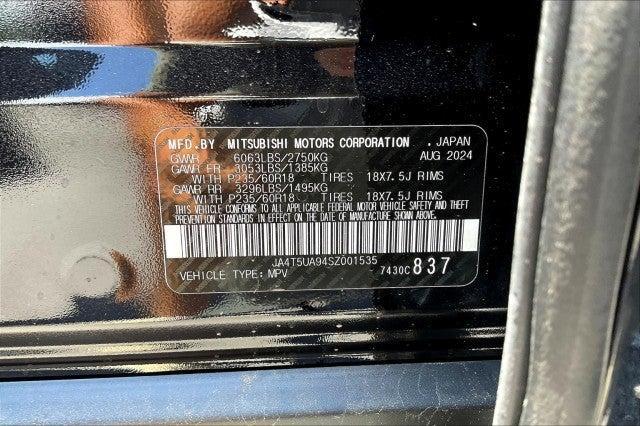 MFD.BY MITSUBISHI MOTORS CORPORATION . JAPAN
GVWR 6063LBS/2750KG AUG 2024
GAWR FR 3053LBS/1385KG
WITH P235/60R18 TIRES 18X7.5J RIMS
GAWR RR 3296LBS/1495KG
WITH P235/60R18 TIRES 18X7.5J RIMS
THIS VEHICLE CONFORMS TO ALL APPLICABLE FEDERAL MOTOR VEHICLE SAFETY AND THEFT
PREVENTION STANDARDS IN EFFECT ON THE DATE OF MANUFACTURE SHOWN ABOVE.
JA4T5UA94SZ001535
VEHICLE TYPE: MPV 7430C 837